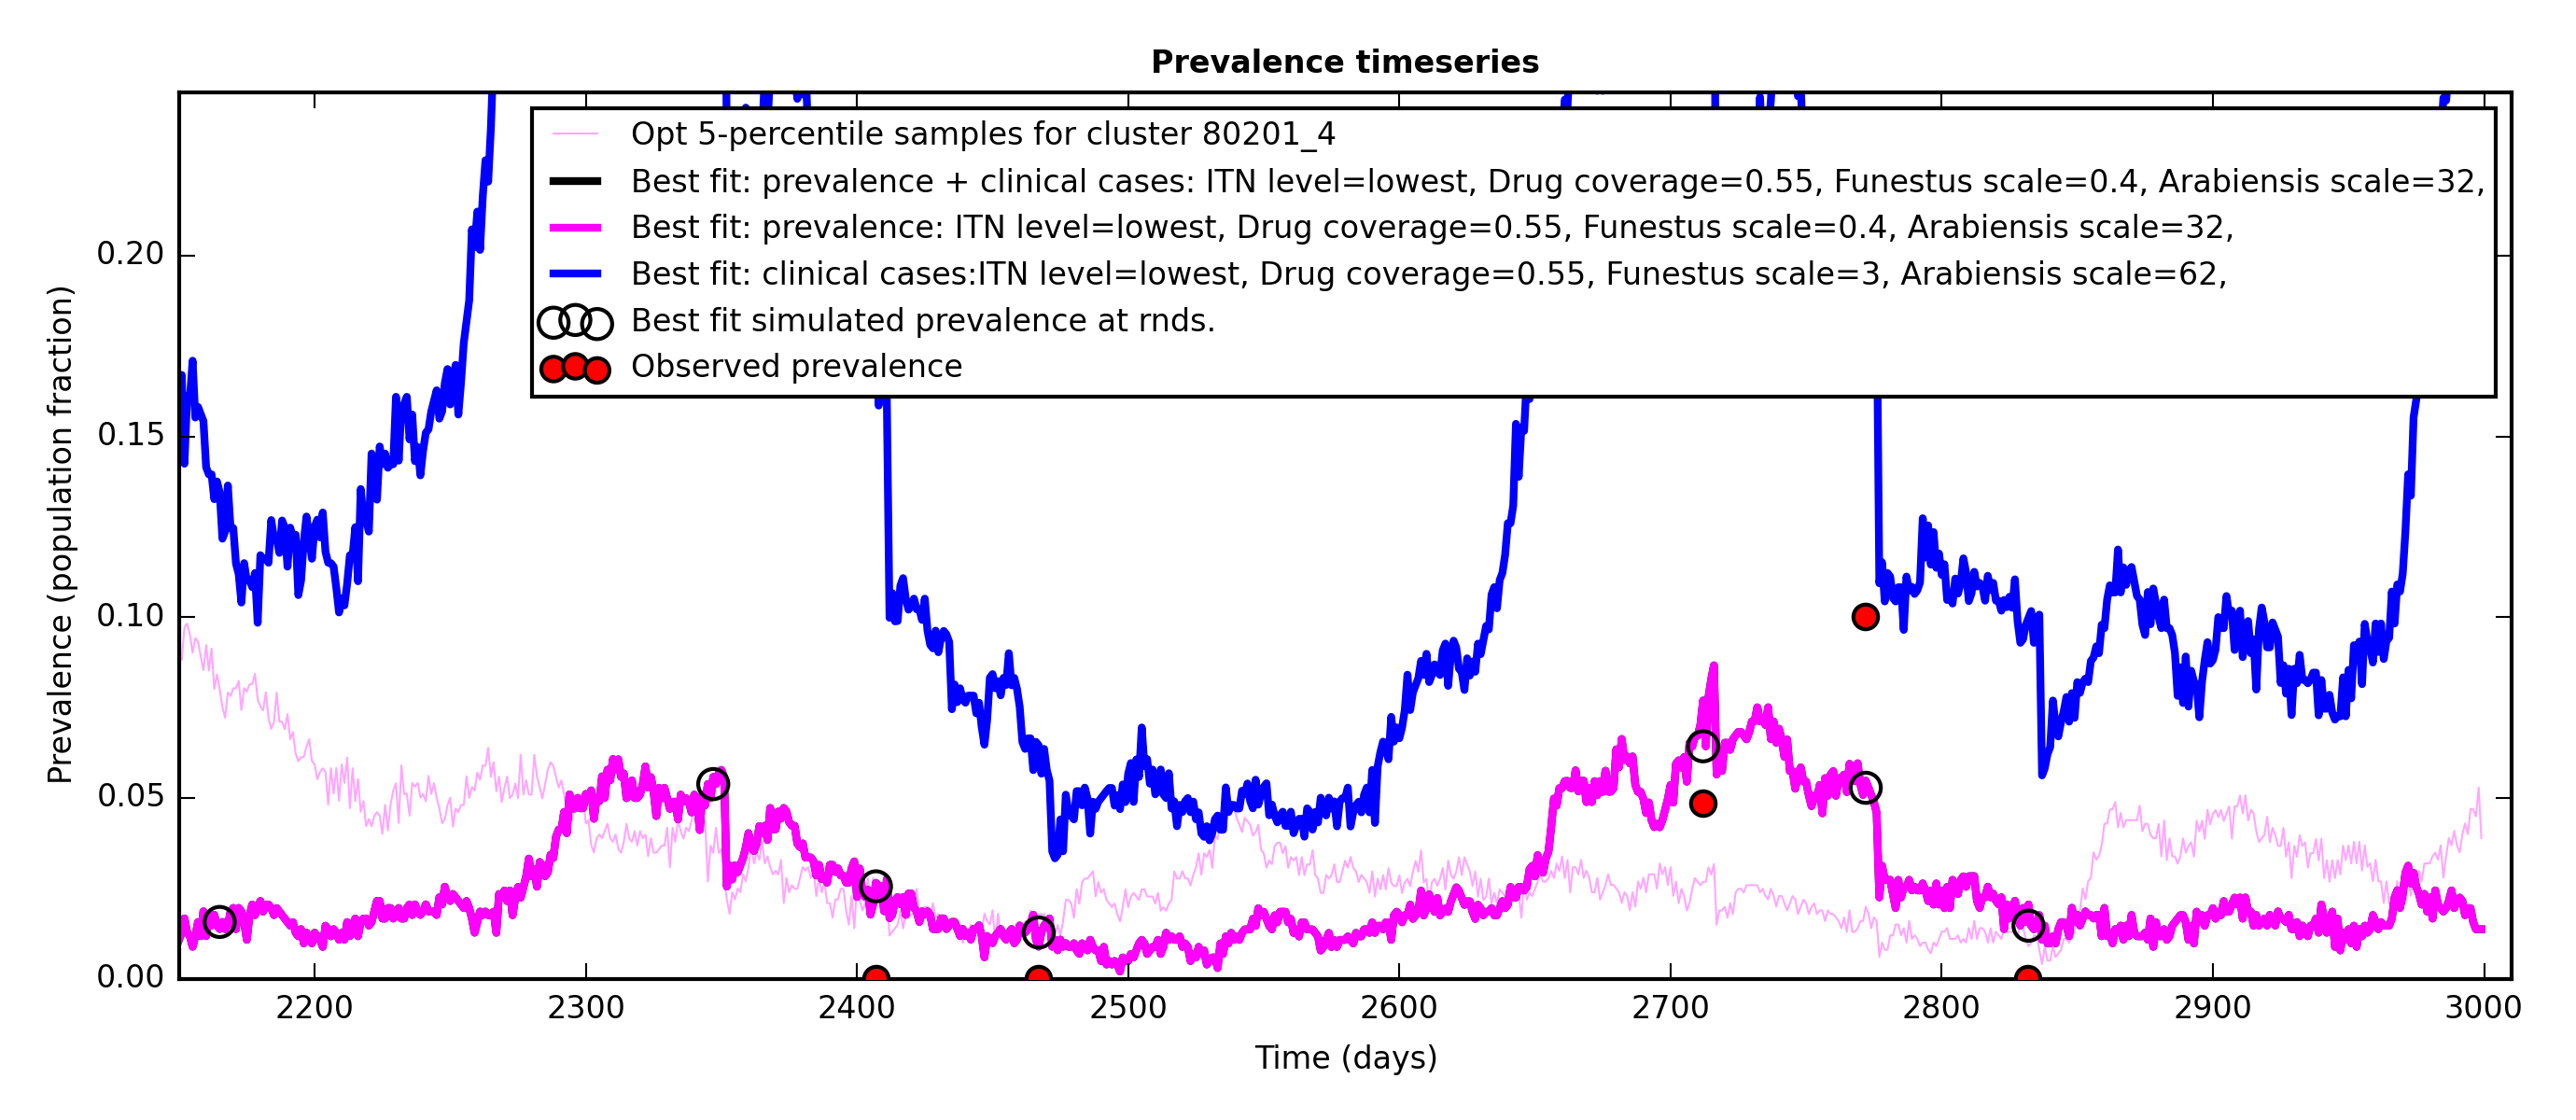 Prevalence timeseries
Opt 5-percentile samples for cluster 80201_4
Best fit: prevalence + clinical cases: ITN level=lowest, Drug coverage=0.55, Funestus scale=0.4, Arabiensis scale=32,
Best fit: prevalence: ITN level=lowest, Drug coverage=0.55, Funestus scale=0.4, Arabiensis scale=32,
Best fit: clinical cases:ITN level=lowest, Drug coverage=0.55, Funestus scale=3, Arabiensis scale=62,
Best fit simulated prevalence at rnds.
Observed prevalence
Prevalence (population fraction)
0.20
0.15
0.10
0.05
0.00
2200 2300 2400 2500 2600 2700 2800 2900 3000
Time (days)